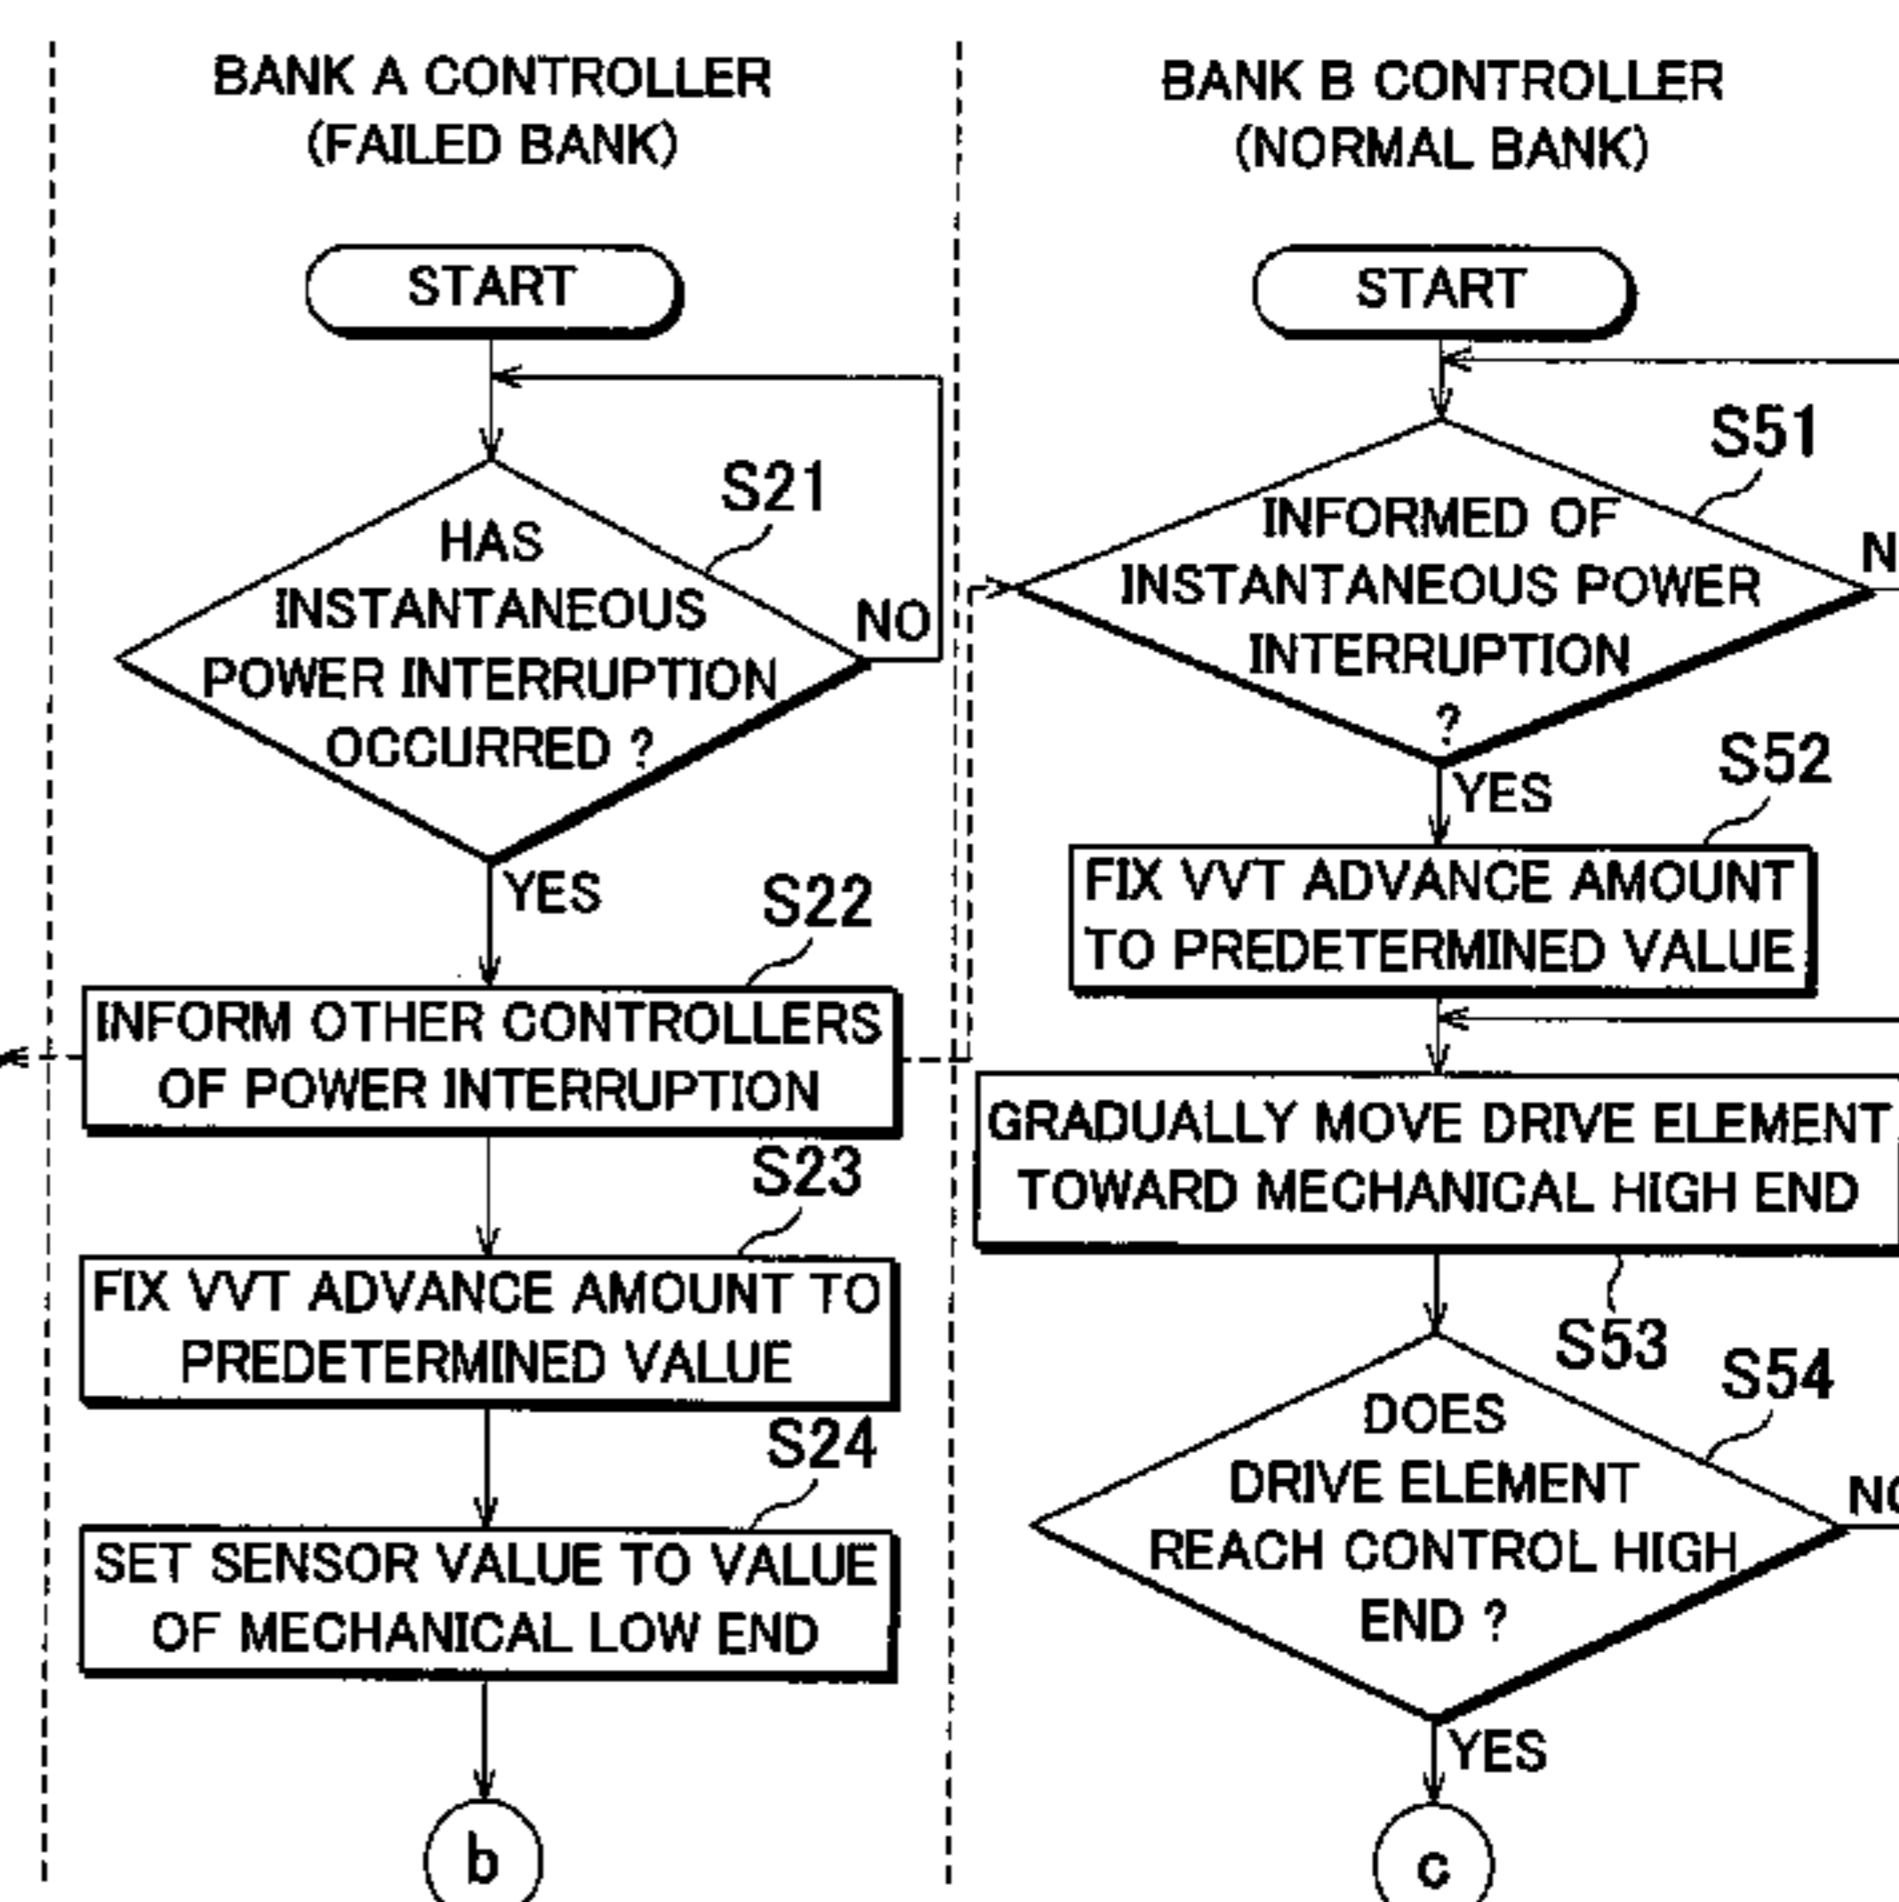 BANK A CONTROLLER
(FAILED BANK)
START
S21
HAS
INSTANTANEOUS
POWER INTERRUPTION
OCCURRED ?
NO
YES
S22
INFORM OTHER CONTROLLERS
OF POWER INTERRUPTION
S23
FIX VVT ADVANCE AMOUNT TO
PREDETERMINED VALUE
S24
SET SENSOR VALUE TO VALUE
OF MECHANICAL LOW END
b
BANK B CONTROLLER
(NORMAL BANK)
START
S51
INFORMED OF
INSTANTANEOUS POWER
INTERRUPTION
?
YES
S52
FIX VVT ADVANCE AMOUNT
TO PREDETERMINED VALUE
GRADUALLY MOVE DRIVE ELEMENT
TOWARD MECHANICAL HIGH END
S53
S54
DOES
DRIVE ELEMENT
REACH CONTROL HIGH
END ?
NO
YES
c